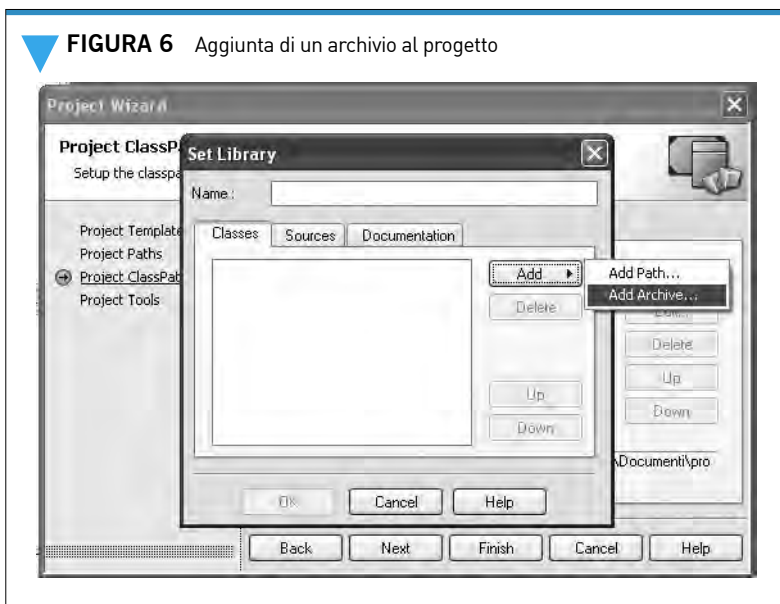 FIGURA 6 Aggiunta di un archivio al progetto
Project Wizard
Project ClassP
Setup the classpa
Project Template
Project Paths
Project ClassPat
Project Tools
Set Library
Name:
Classes Sources Documentation
Add
Delete
Up
Down
OK Cancel Help
Add Path...
Add Archive...
Delete
Up
Down
\Documenti\pro
Back Next Finish Cancel Help